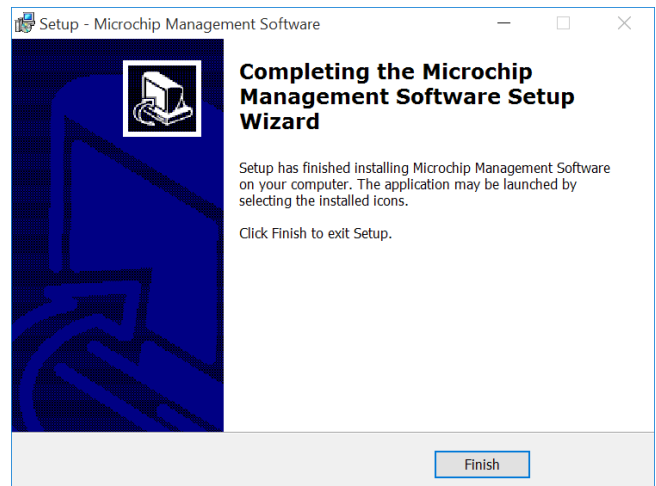 Setup - Microchip Management Software
Completing the Microchip
Management Software Setup
Wizard
Setup has finished installing Microchip Management Software
on your computer. The application may be launched by
selecting the installed icons.
Click Finish to exit Setup.
Finish